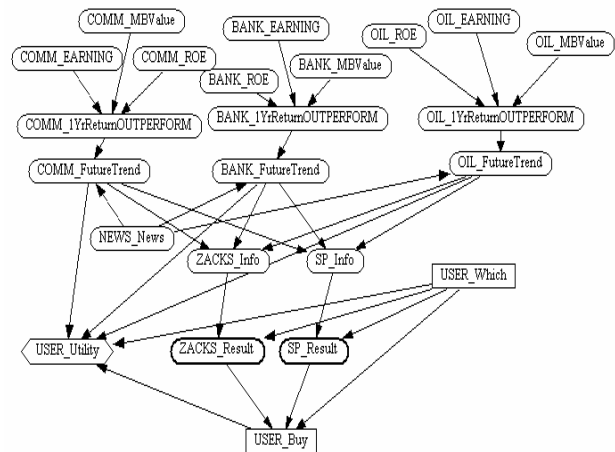 COMM_MBValue
BANK_EARNING
OIL_EARNING
OIL_ROE
OIL_MBValue
COMM_EARNING
COMM_ROE
BANK_MBValue
BANK_ROE
COMM_1YrReturnOUTPERFORM
BANK_1YrReturnOUTPERFORM
OIL_1YrReturnOUTPERFORM
COMM_FutureTrend
BANK_FutureTrend
OIL_FutureTrend
NEWS_News
ZACKS_Info
SP_Info
USER_Which
USER_Utility
ZACKS_Result
SP_Result
USER_Buy